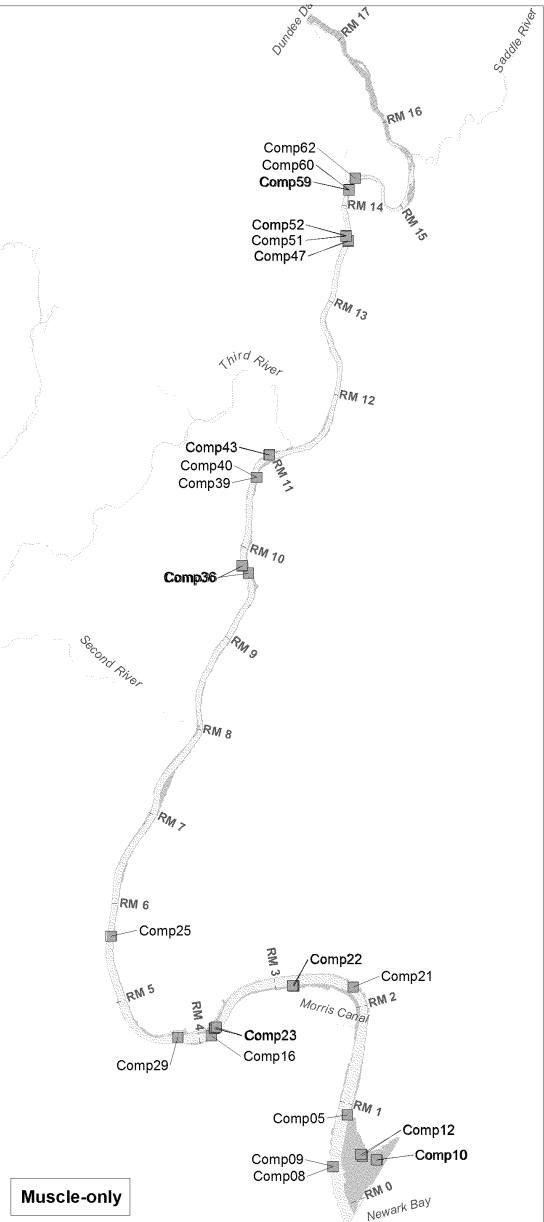 Dundee Da
RM 17
Saddle River
RM 16
Comp62
Comp60
Comp59
RM 14
RM 15
Comp52
Comp51
Comp47
RM 13
Third River
RM 12
Comp43
Comp40
RM 11
Comp39
RM 10
Comp36
RM 9
Second River
RM 8
RM 7
RM 6
Comp25
RM 5
RM 3
Comp22
Comp21
RM 2
Morris Canal
RM 4
Comp23
Comp16
Comp29
RM 1
Comp05
Comp12
Comp10
Comp09
Comp08
RM 0
Muscle-only
Newark Bay